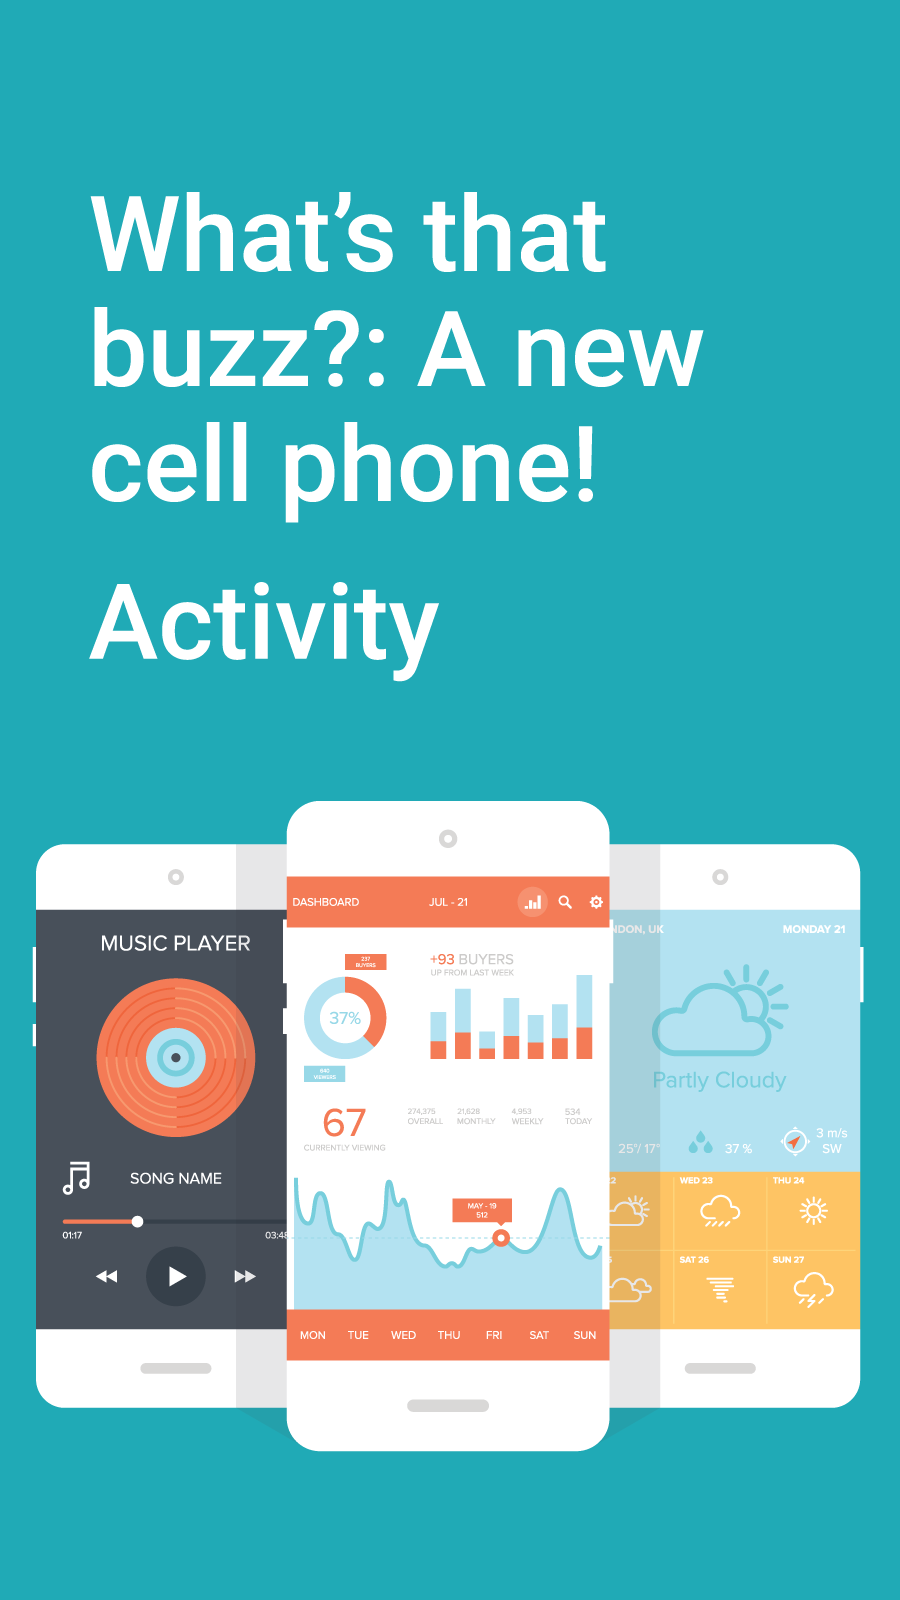 What’s that
buzz?: A new
cell phone!
Activity
MUSIC PLAYER
SONG NAME
01:17
03:48
DASHBOARD
JUL - 21
237
BUYERS
37%
840
VIEWERS
+93 BUYERS
UP FROM LAST WEEK
67
CURRENTLY VIEWING
274,375
OVERALL
21,628
MONTHLY
4,953
WEEKLY
534
TODAY
MAY - 19
512
MON TUE WED THU FRI SAT SUN
NDON, UK
MONDAY 21
Partly Cloudy
25°/ 17°
37 %
3 m/s
SW
WED 23
THU 24
SAT 26
SUN 27